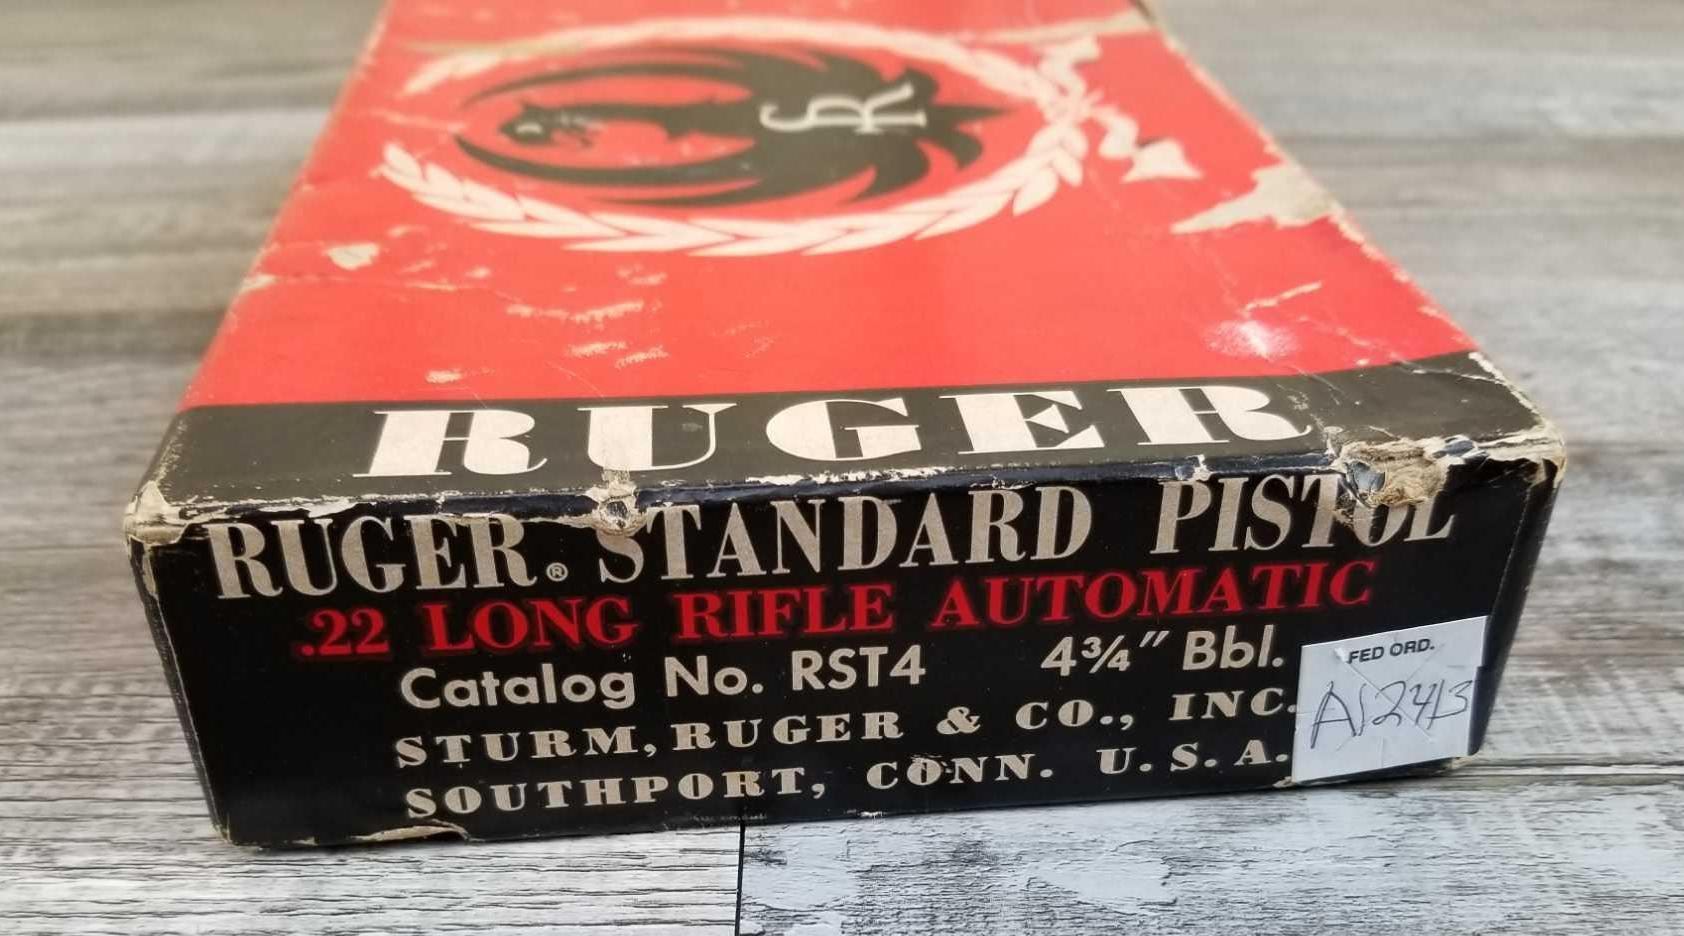 SR
RUGER
RUGER® STANDARD PISTOL
.22 LONG RIFLE AUTOMATIC
Catalog No. RST4 4¾" Bbl.
STURM, RUGER & CO., INC.
SOUTHPORT, CONN. U. S. A.
FED ORD.
A12413